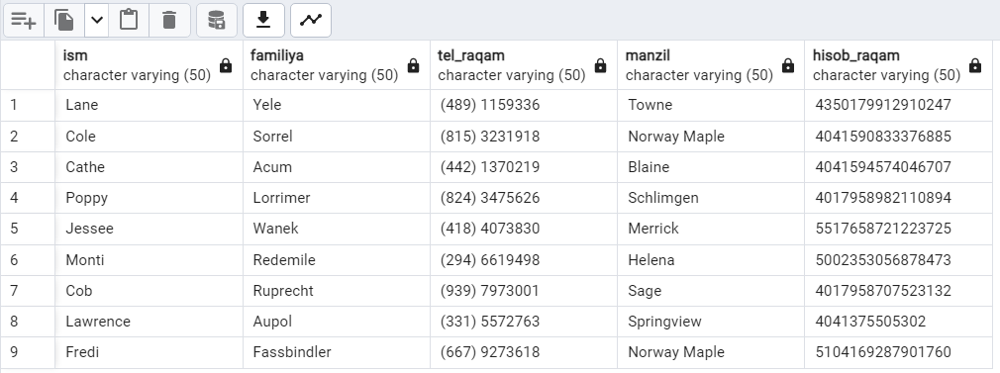 ism familiya tel_raqam manzil hisob_raqam
character varying (50) character varying (50) character varying (50) character varying (50) character varying (50)
1 Lane Yele (489) 1159336 Towne 4350179912910247
2 Cole Sorrel (815) 3231918 Norway Maple 4041590833376885
3 Cathe Acum (442) 1370219 Blaine 4041594574046707
4 Poppy Lorrimer (824) 3475626 Schlimgen 4017958982110894
5 Jessee Wanek (418) 4073830 Merrick 5517658721223725
6 Monti Redemile (294) 6619498 Helena 5002353056878473
7 Cob Ruprecht (939) 7973001 Sage 4017958707523132
8 Lawrence Aupol (331) 5572763 Springview 4041375505302
9 Fredi Fassbindler (667) 9273618 Norway Maple 5104169287901760